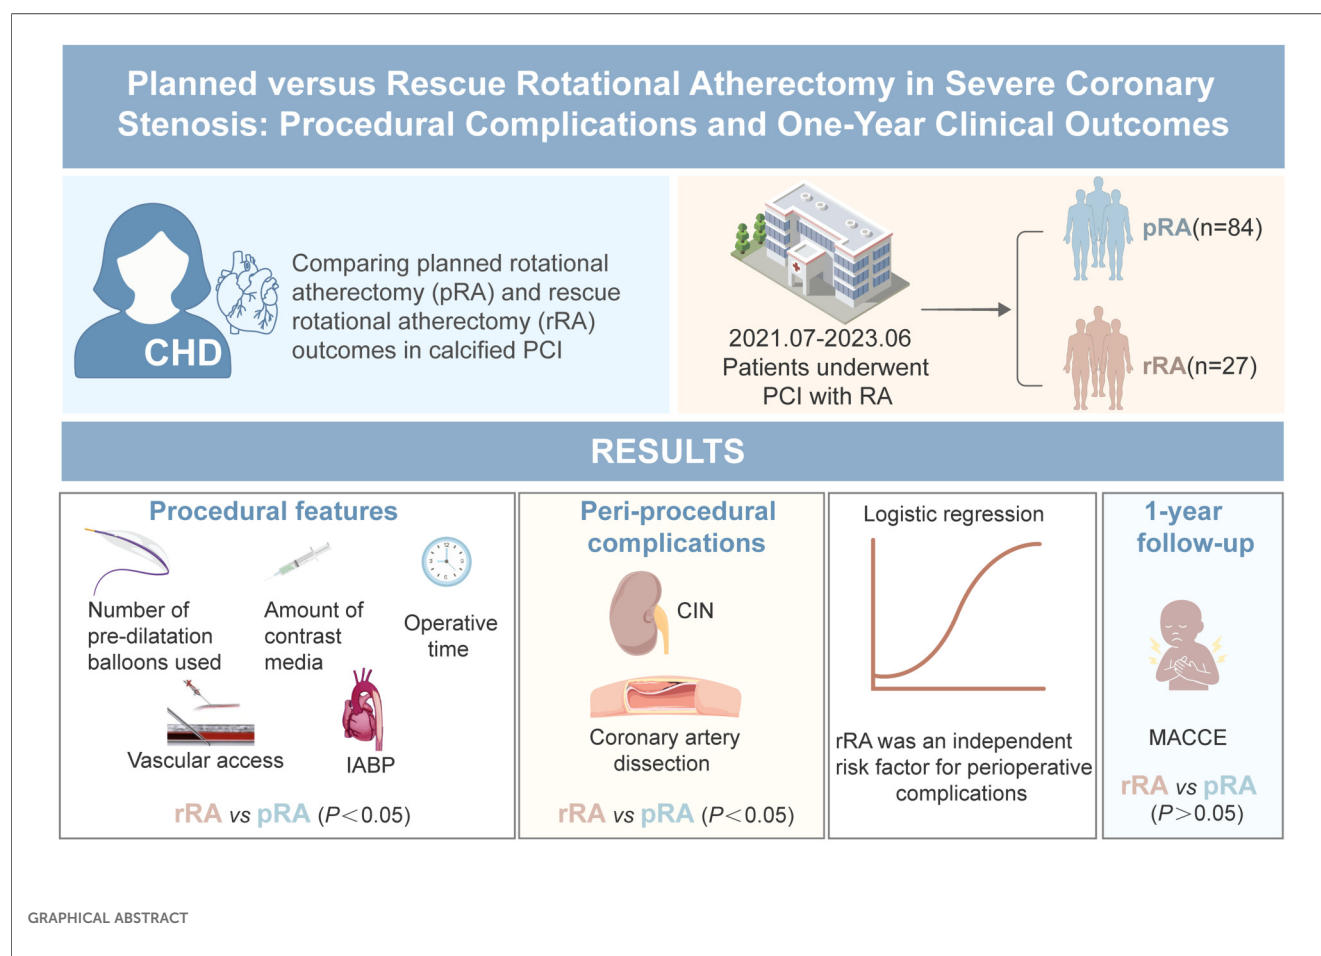 Planned versus Rescue Rotational Atherectomy in Severe Coronary
Stenosis: Procedural Complications and One-Year Clinical Outcomes
CHD
Comparing planned rotational
atherectomy (pRA) and rescue
rotational atherectomy (rRA)
outcomes in calcified PCI
2021.07-2023.06
Patients underwent
PCI with RA
pRA(n=84)
rRA(n=27)
RESULTS
Procedural features
Number of
pre-dilatation
balloons used
Amount of
contrast
media
Operative
time
Vascular access
IABP
rRA vs pRA (P<0.05)
Peri-procedural
complications
CIN
Coronary artery
dissection
rRA vs pRA (P<0.05)
Logistic regression
rRA was an independent
risk factor for perioperative
complications
1-year
follow-up
MACCE
rRA vs pRA
(P>0.05)
GRAPHICAL ABSTRACT